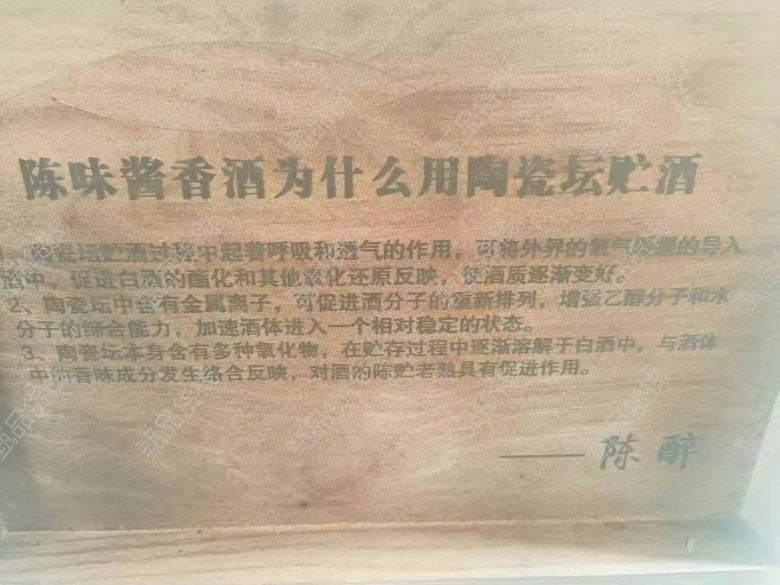 陈味酱香酒为什么用陶瓷坛贮酒
1、陶瓷坛贮酒过程中起着呼吸和透气的作用，可将外界的氧气分量的导入
酒中，促进白酒的酯化和其他氧化还原反映，使酒质逐渐变好。
2、陶瓷坛中含有金属离子，可促进酒分子的重新排列，增强乙醇分子和水
分子的缔合能力，加速酒体进入一个相对稳定的状态。
3、陶瓷坛本身含有多种氧化物，在贮存过程中逐渐溶解于白酒中，与酒体
中的香味成分发生络合反映，对酒的陈贮老熟具有促进作用。
——陈醉